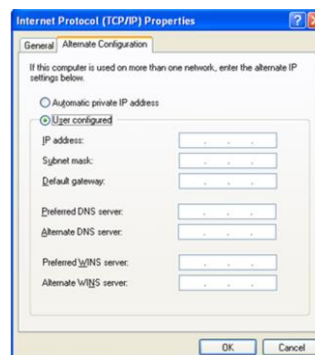 Internet Protocol (TCP/IP) Properties
General
Alternate Configuration
If this computer is used on more than one network, enter the alternate IP
settings below.
Automatic private IP address
User configured
IP address:
Subnet mask:
Default gateway:
Preferred DNS server:
Alternate DNS server:
Preferred WINS server:
Alternate WINS server:
OK
Cancel